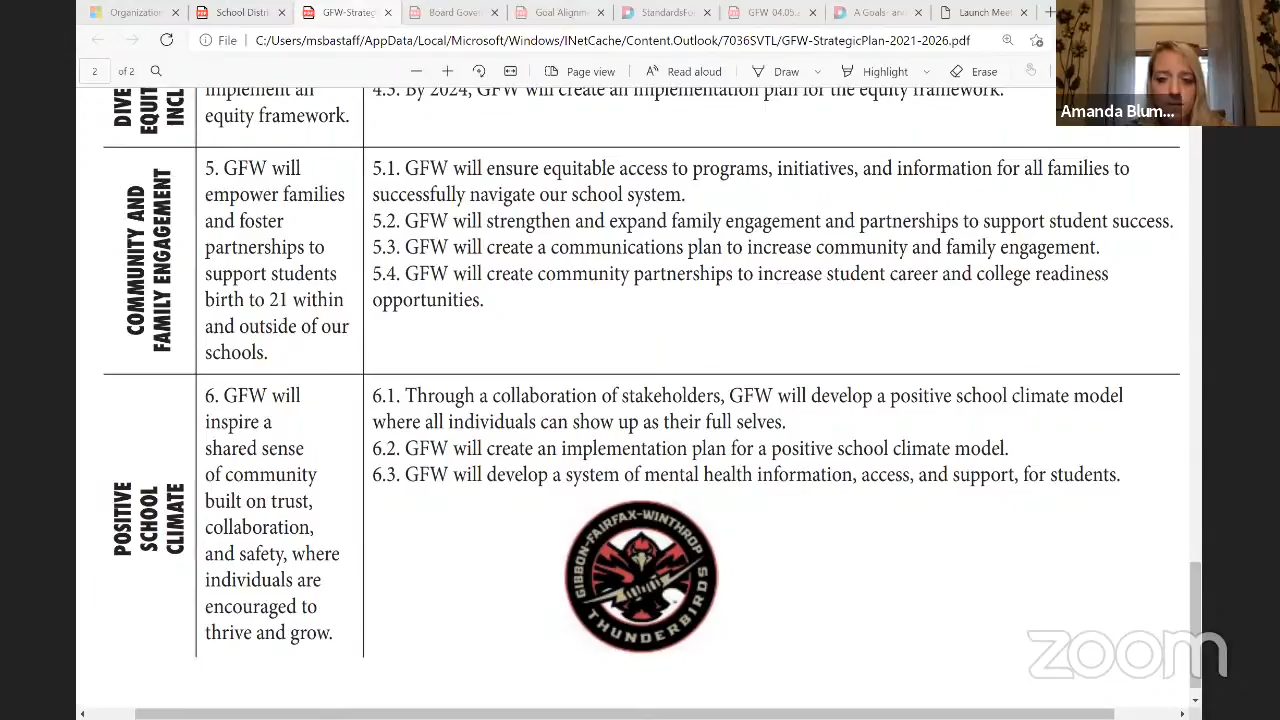 Organization
School Distri
GFW-Strateg
Board Gover
Goal Alignm
StandardsFo
GFW 04.05.2
A Goals- and
Launch Meet
File
C:/Users/msbastaff/AppData/Local/Microsoft/Windows/INetCache/Content.Outlook/7036SVTL/GFW-StrategicPlan-2021-2026.pdf
2 of 2
Page view
Read aloud
Draw
Highlight
Erase
Amanda Blum...
DIVE
EQUIT
INCL
implement an
equity framework.
4.3. By 2024, GFW will create an implementation plan for the equity framework.
COMMUNITY AND
FAMILY ENGAGEMENT
5. GFW will
empower families
and foster
partnerships to
support students
birth to 21 within
and outside of our
schools.
5.1. GFW will ensure equitable access to programs, initiatives, and information for all families to
successfully navigate our school system.
5.2. GFW will strengthen and expand family engagement and partnerships to support student success.
5.3. GFW will create a communications plan to increase community and family engagement.
5.4. GFW will create community partnerships to increase student career and college readiness
opportunities.
POSITIVE
SCHOOL
CLIMATE
6. GFW will
inspire a
shared sense
of community
built on trust,
collaboration,
and safety, where
individuals are
encouraged to
thrive and grow.
6.1. Through a collaboration of stakeholders, GFW will develop a positive school climate model
where all individuals can show up as their full selves.
6.2. GFW will create an implementation plan for a positive school climate model.
6.3. GFW will develop a system of mental health information, access, and support, for students.
GIBBON-FAIRFAX-WINTHROP
THUNDERBIRDS
zoom